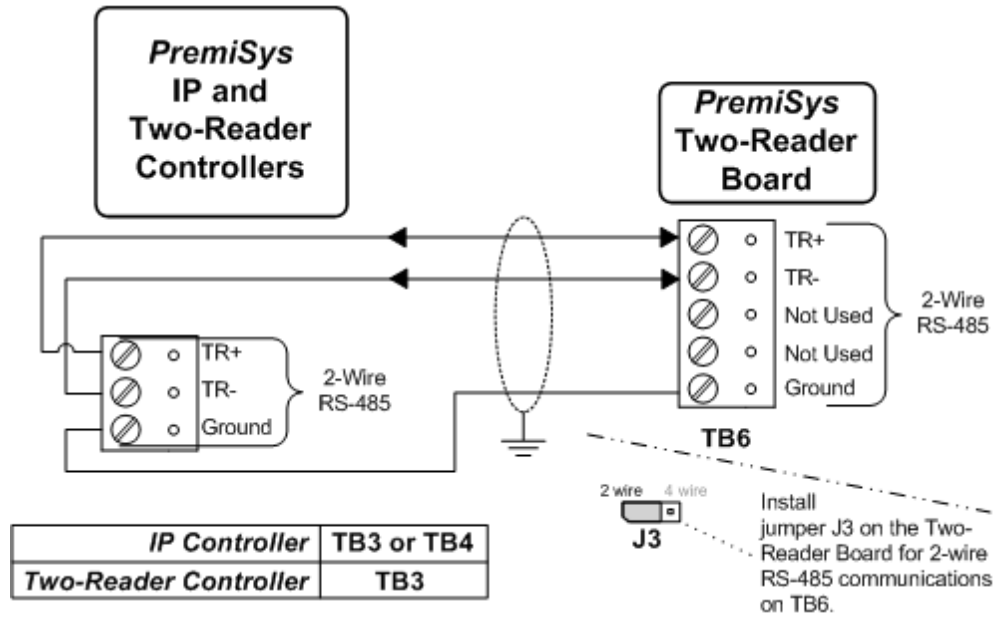 PremiSys
IP and
Two-Reader
Controllers
PremiSys
Two-Reader
Board
TR+
TR-
Not Used
Not Used
Ground
2-Wire
RS-485
TB6
TR+
TR-
Ground
2-Wire
RS-485
IP Controller TB3 or TB4
Two-Reader Controller TB3
2 wire 4 wire
J3
Install
jumper J3 on the Two-
Reader Board for 2-wire
RS-485 communications
on TB6.